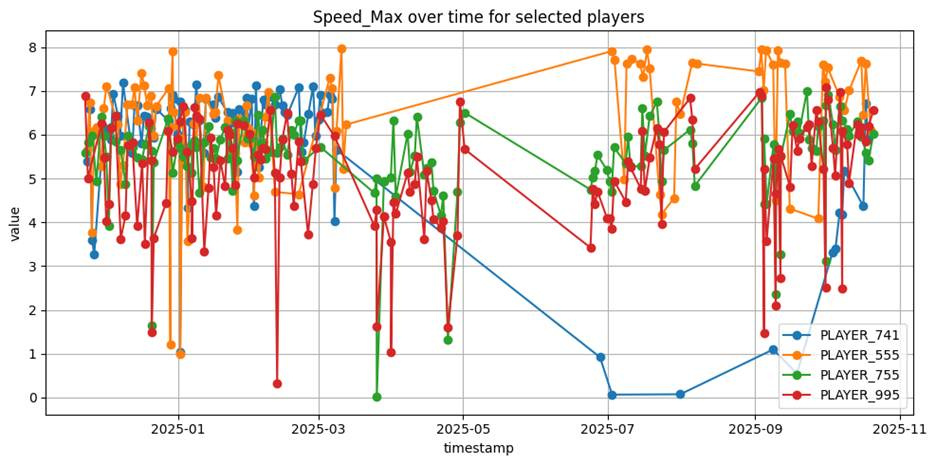 Speed_Max over time for selected players
value
8
7
6
5
4
3
2
1
0
2025-01
2025-03
2025-05
2025-07
2025-09
2025-11
timestamp
PLAYER_741
PLAYER_555
PLAYER_755
PLAYER_995